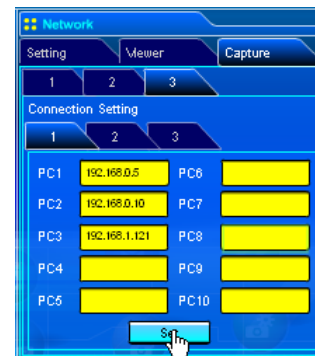 Network
Setting Viewer Capture
1 2 3
Connection Setting
1 2 3
PC1 192.168.0.5 PC6
PC2 192.168.0.10 PC7
PC3 192.168.1.121 PC8
PC4 PC9
PC5 PC10